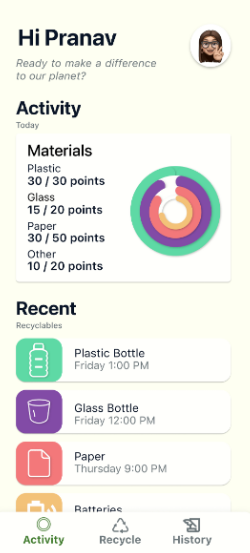 Hi Pranav
Ready to make a difference
to our planet?
Activity
Today
Materials
Plastic
30 / 30 points
Glass
15 / 20 points
Paper
30 / 50 points
Other
10 / 20 points
Recent
Recyclables
Plastic Bottle
Friday 1:00 PM
Glass Bottle
Friday 12:00 PM
Paper
Thursday 9:00 PM
Batteries
Activity Recycle History